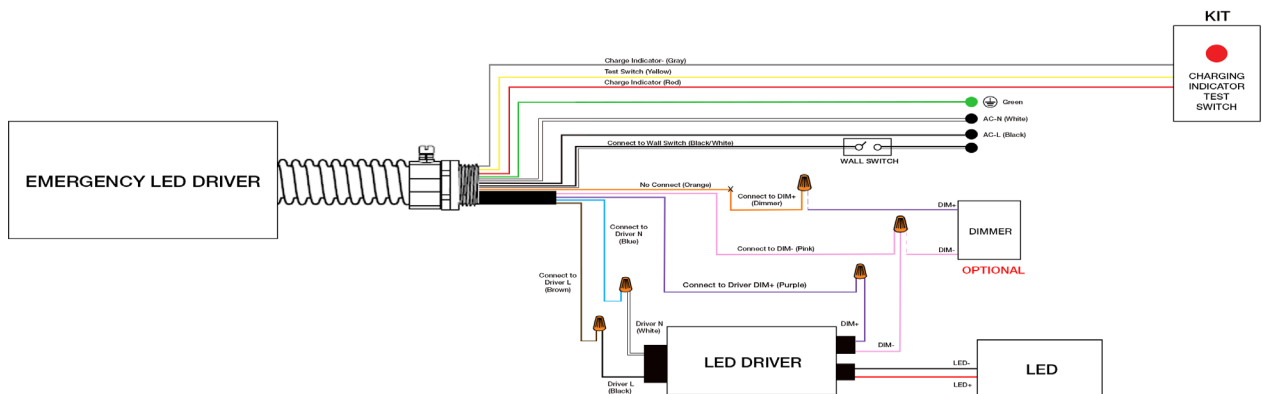 KIT
CHARGING
INDICATOR
TEST
SWITCH
Charge Indicator- (Gray)
Test Switch (Yellow)
Charge Indicator (Red)
Green
AC-N (White)
AC-L (Black)
Connect to Wall Switch (Black/White)
WALL SWITCH
EMERGENCY LED DRIVER
No Connect (Orange)
X
Connect to DIM+
(Dimmer)
DIM+
DIMMER
DIM-
OPTIONAL
Connect to
Driver N
(Blue)
Connect to DIM- (Pink)
Connect to
Driver L
(Brown)
Connect to Driver DIM+ (Purple)
Driver N
(White)
DIM+
DIM-
LED DRIVER
LED-
LED+
LED
Driver L
(Black)